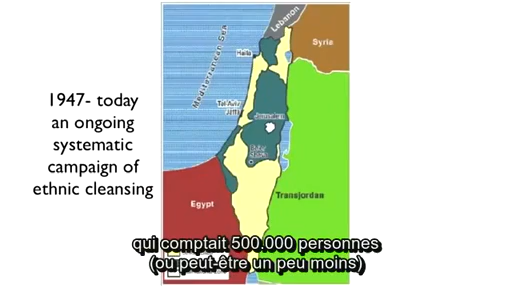 1947- today
an ongoing
systematic
campaign of
ethnic cleansing
Mediterranean Sea
Lebanon
Syria
Haifa
Tel Aviv
Jaffa
Jerusalem
Egypt
Transjordan
qui comptait 500.000 personnes
(ou peut-être un peu moins)